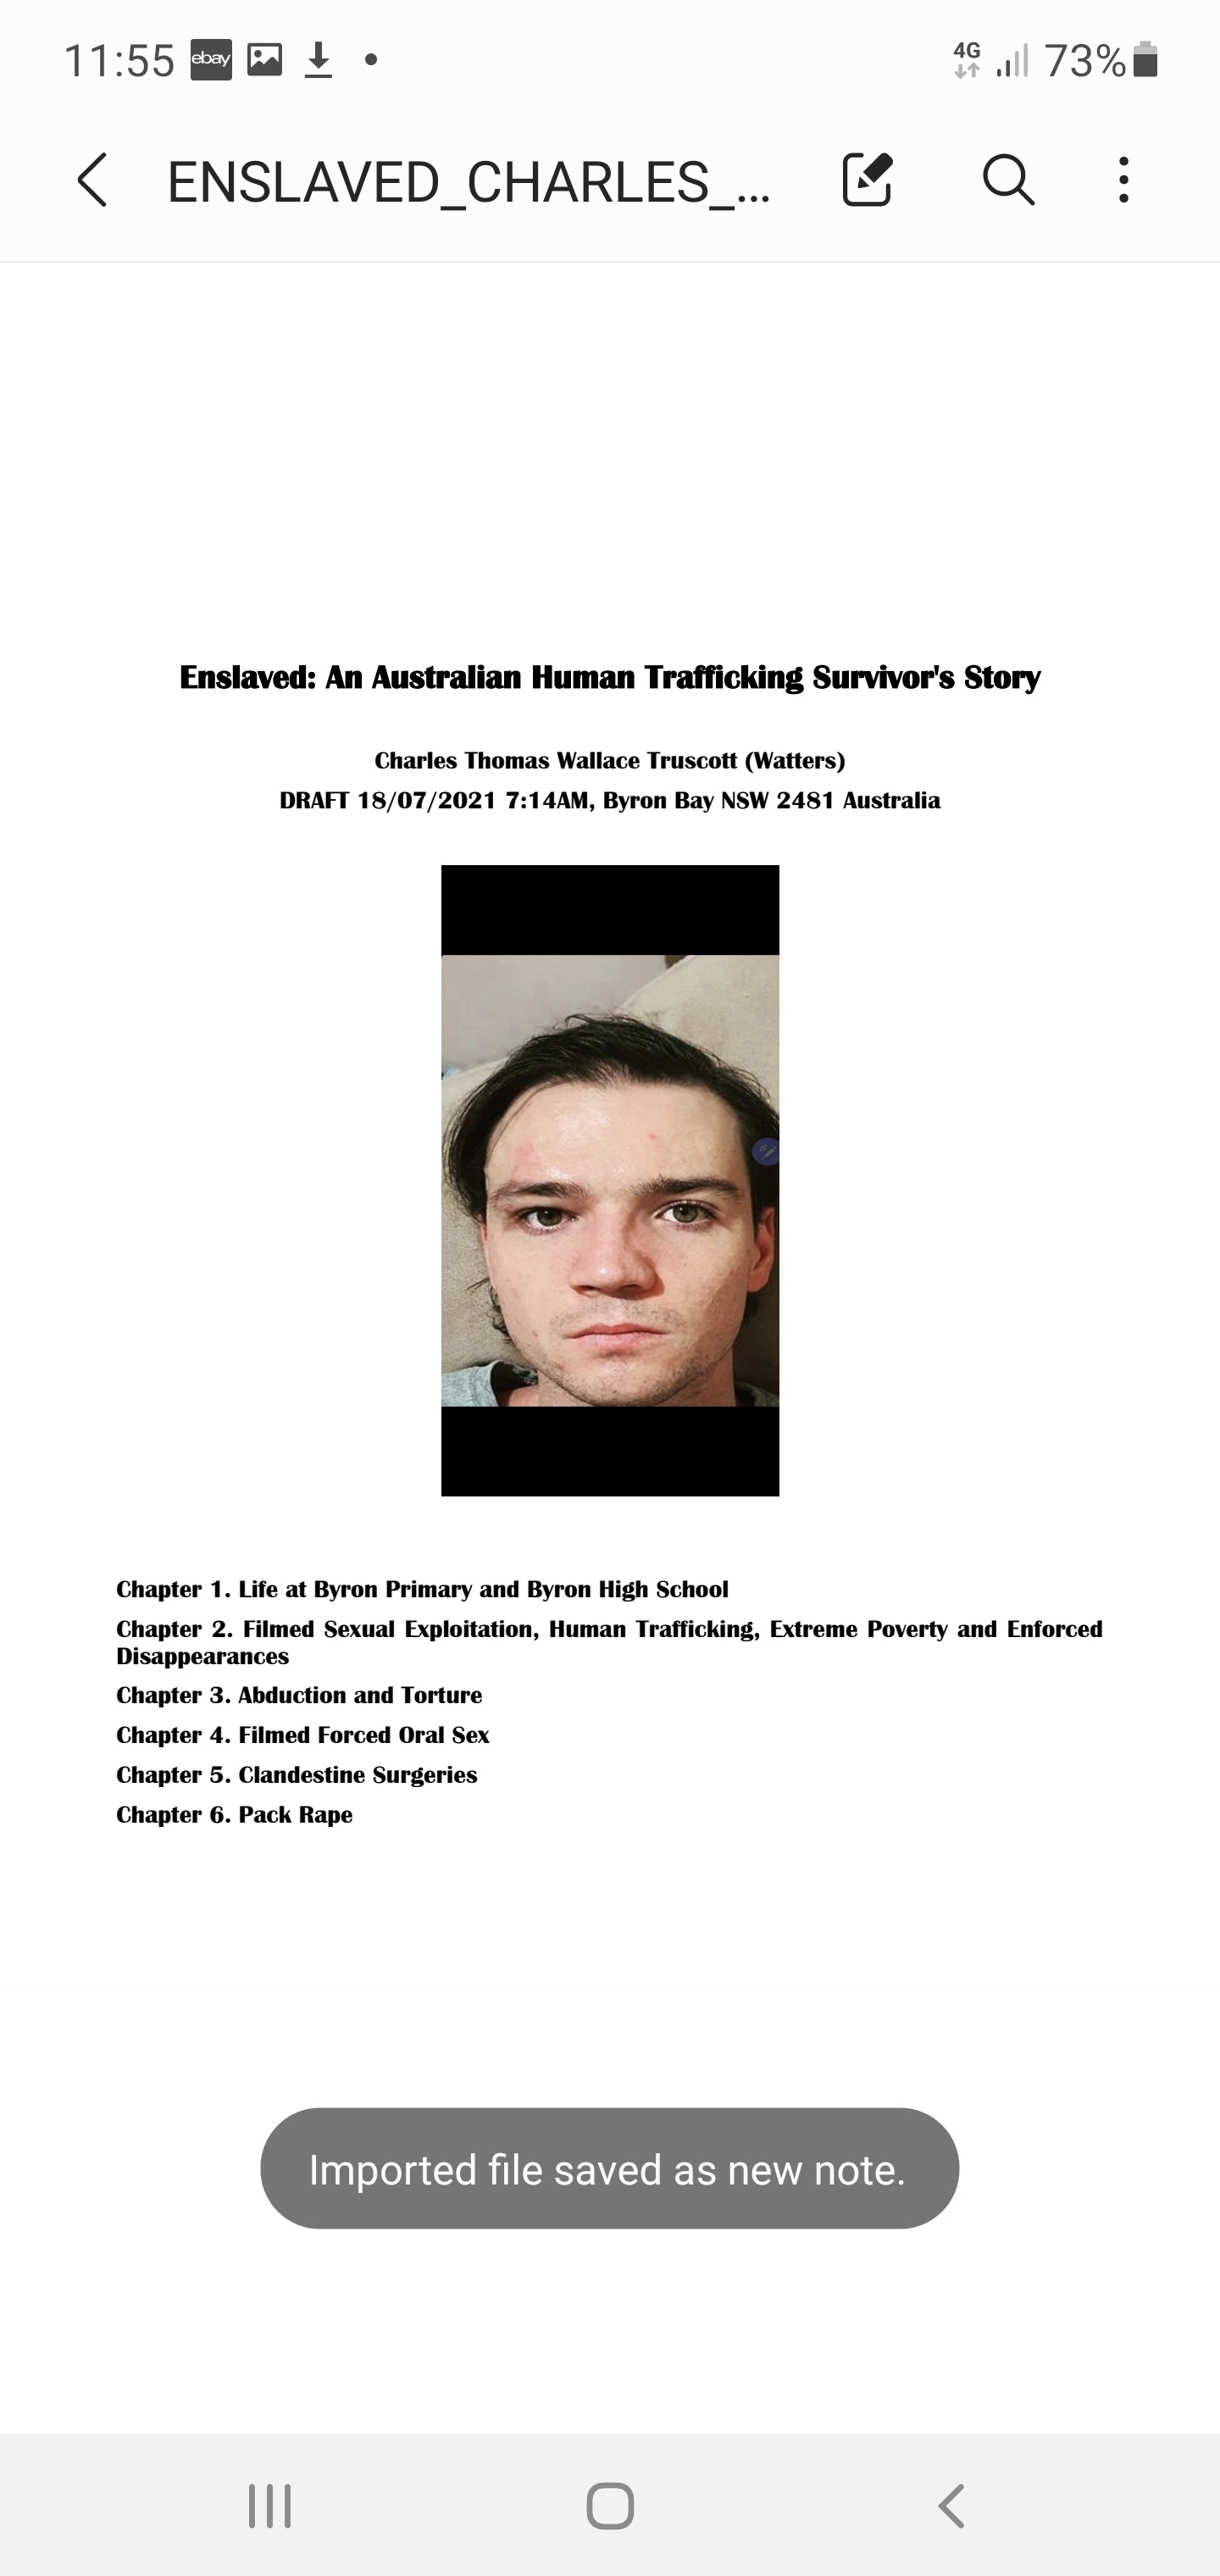 11:55 ebay 4G 73%
ENSLAVED_CHARLES_...
Enslaved: An Australian Human Trafficking Survivor's Story
Charles Thomas Wallace Truscott (Watters)
DRAFT 18/07/2021 7:14AM, Byron Bay NSW 2481 Australia
Chapter 1. Life at Byron Primary and Byron High School
Chapter 2. Filmed Sexual Exploitation, Human Trafficking, Extreme Poverty and Enforced
Disappearances
Chapter 3. Abduction and Torture
Chapter 4. Filmed Forced Oral Sex
Chapter 5. Clandestine Surgeries
Chapter 6. Pack Rape
Imported file saved as new note.